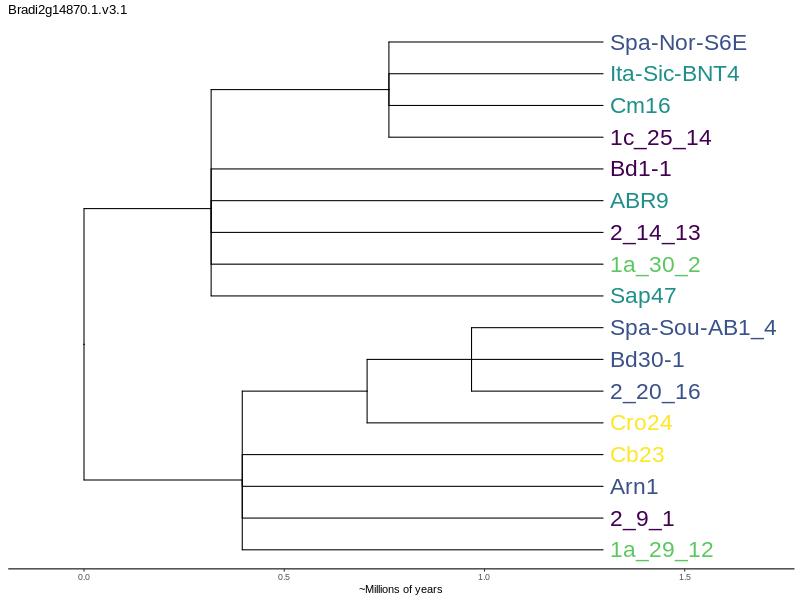 Bradi2g14870.1.v3.1
Spa-Nor-S6E
Ita-Sic-BNT4
Cm16
1c_25_14
Bd1-1
ABR9
2_14_13
1a_30_2
Sap47
Spa-Sou-AB1_4
Bd30-1
2_20_16
Cro24
Cb23
Arn1
2_9_1
1a_29_12
0.0 0.5 1.0 1.5
~Millions of years